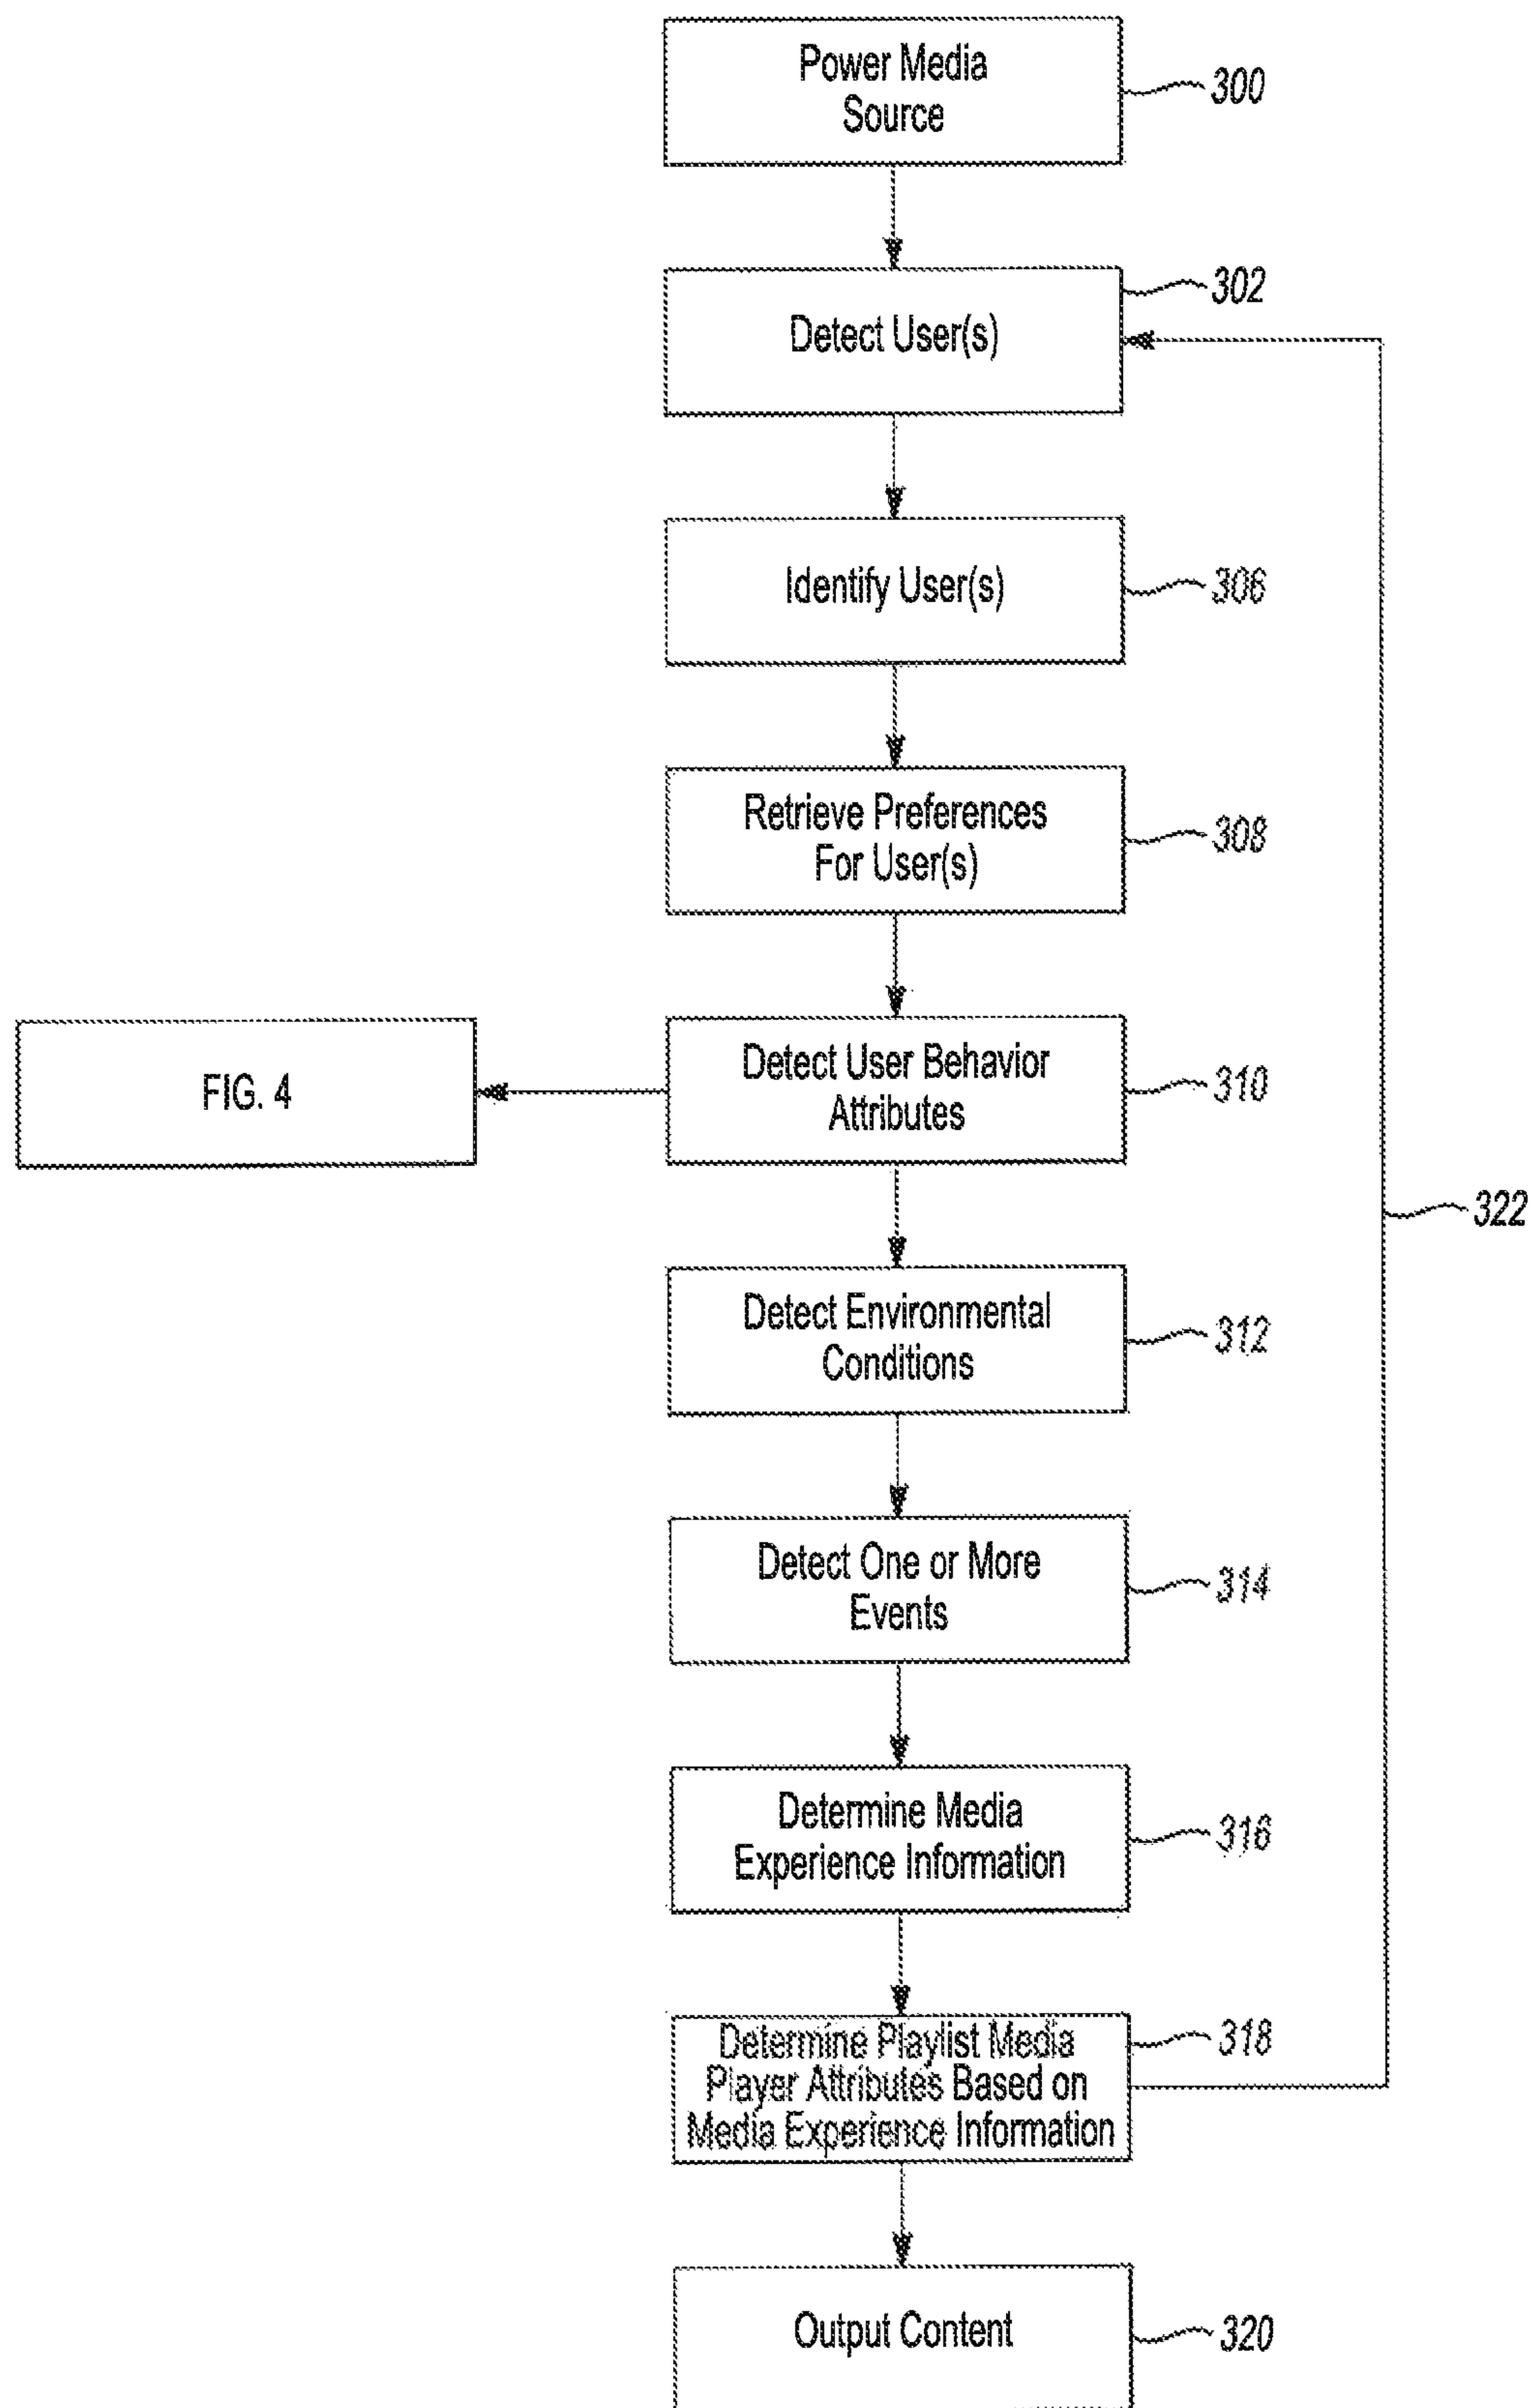 Power Media
Source
300
302
Detect User(s)
Identify User(s)
306
Retrieve Preferences
For User(s)
308
FIG. 4
Detect User Behavior
Attributes
310
322
Detect Environmental
Conditions
312
Detect One or More
Events
314
Determine Media
Experience Information
316
Determine Playlist Media
Player Attributes Based on
Media Experience Information
318
Output Content
320